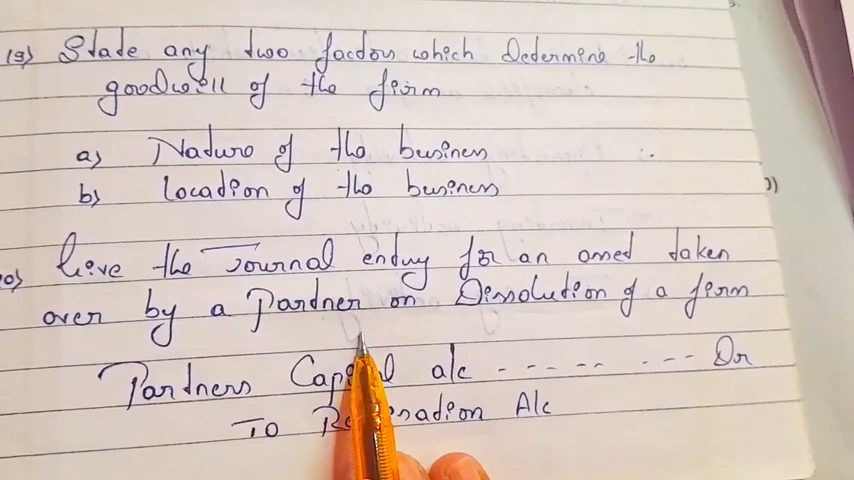 19) State any two factors which Determine the
goodwill of the firm
a) Nature of the business
b) Location of the business
Give the Journal entry for an asset taken
over by a Partner on Dissolution of a firm
Partners Capital a/c - - - - - - - - Dr
To A/c